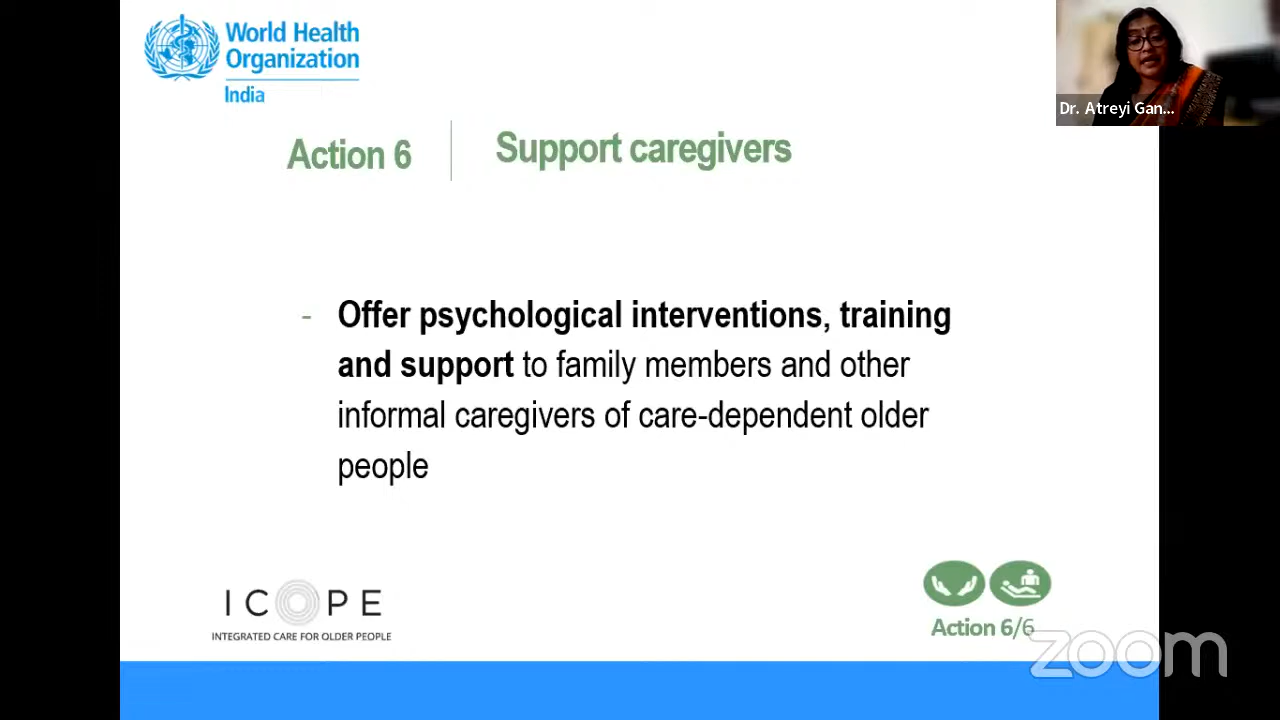 World Health
Organization
India
Dr. Atreyi Gan...
Action 6
Support caregivers
- Offer psychological interventions, training
and support to family members and other
informal caregivers of care-dependent older
people
ICOPE
INTEGRATED CARE FOR OLDER PEOPLE
Action 6/6
zoom